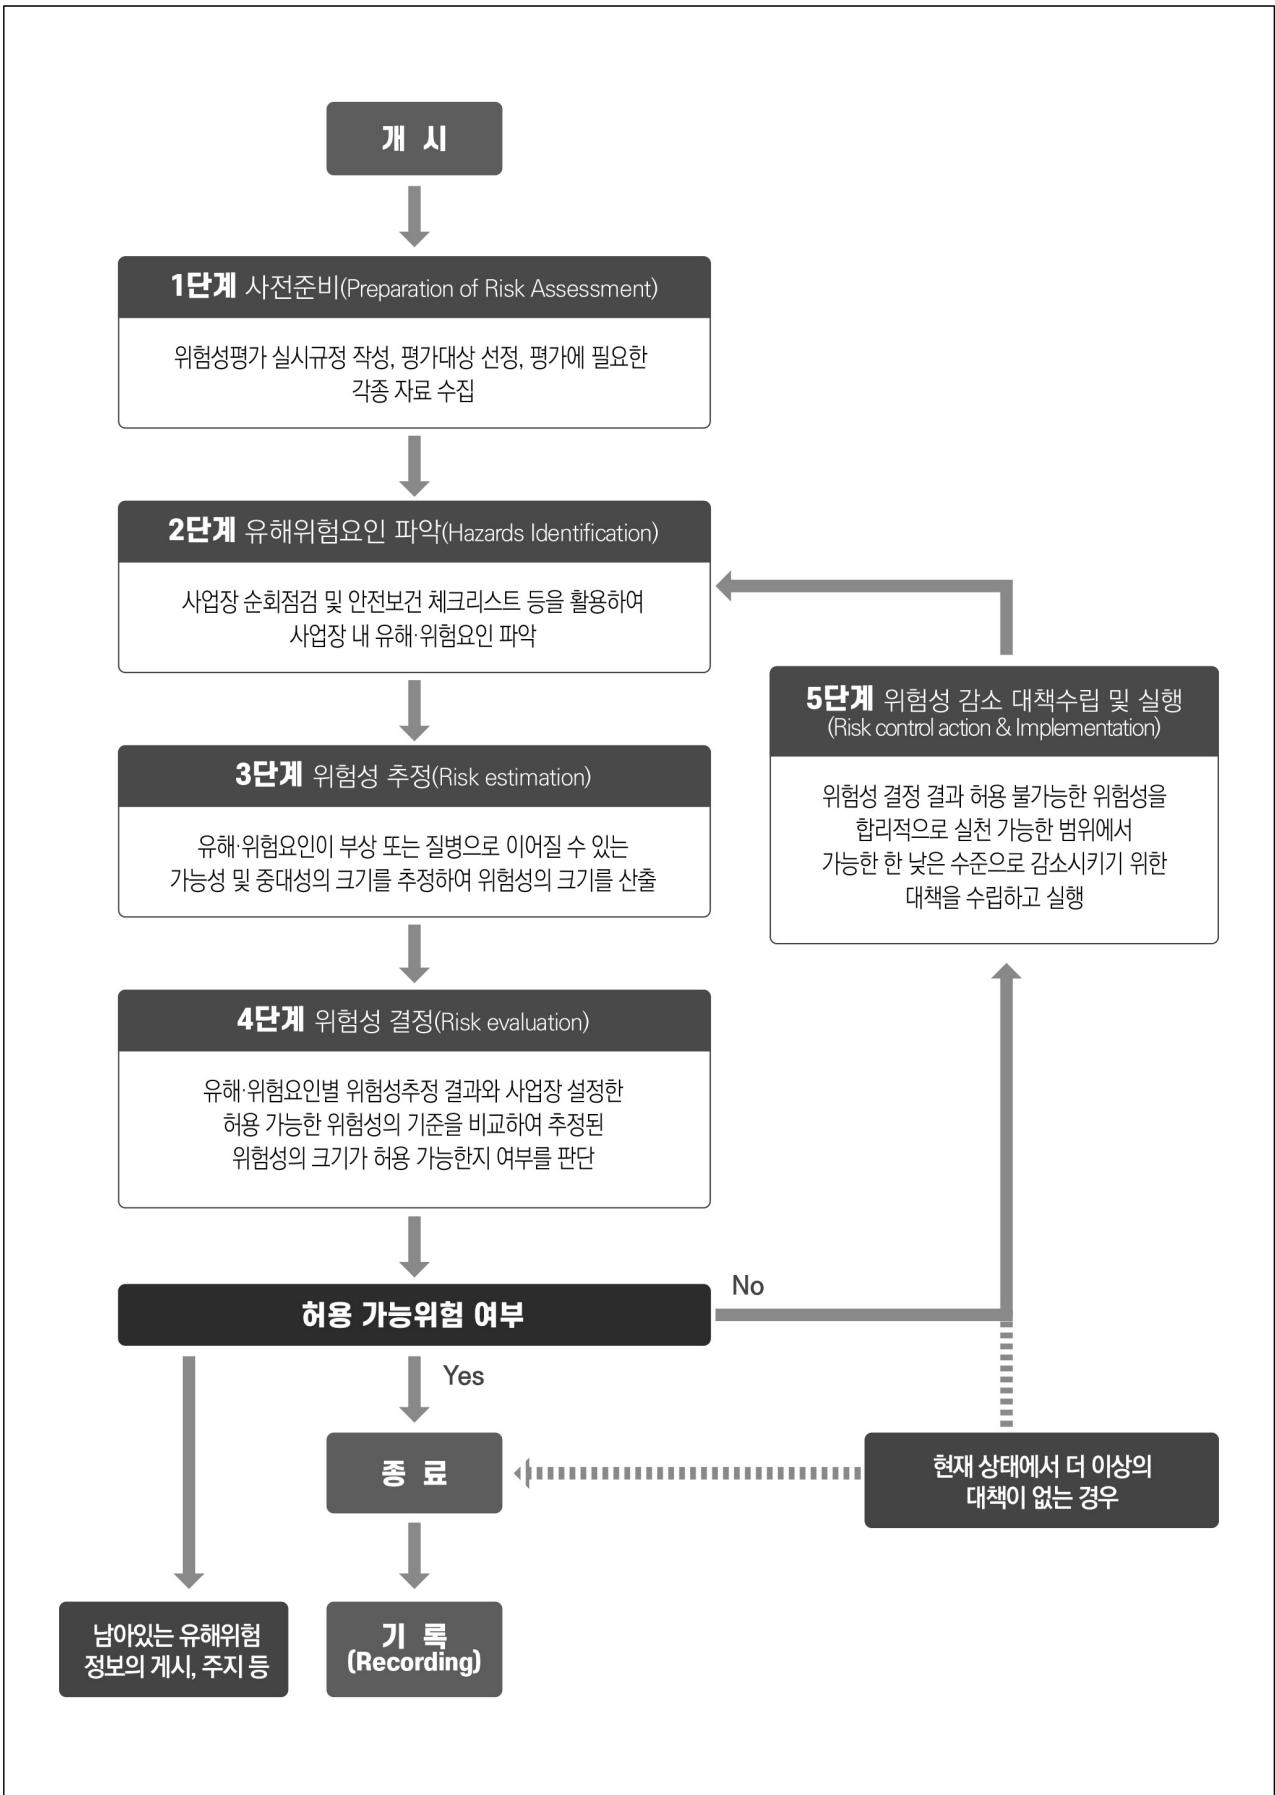 개 시
1단계 사전준비(Preparation of Risk Assessment)
위험성평가 실시규정 작성, 평가대상 선정, 평가에 필요한
각종 자료 수집
2단계 유해위험요인 파악(Hazards Identification)
사업장 순회점검 및 안전보건 체크리스트 등을 활용하여
사업장 내 유해·위험요인 파악
3단계 위험성 추정(Risk estimation)
유해·위험요인이 부상 또는 질병으로 이어질 수 있는
가능성 및 중대성의 크기를 추정하여 위험성의 크기를 산출
4단계 위험성 결정(Risk evaluation)
유해·위험요인별 위험성추정 결과와 사업장 설정한
허용 가능한 위험성의 기준을 비교하여 추정된
위험성의 크기가 허용 가능한지 여부를 판단
5단계 위험성 감소 대책수립 및 실행
(Risk control action & Implementation)
위험성 결정 결과 허용 불가능한 위험성을
합리적으로 실천 가능한 범위에서
가능한 한 낮은 수준으로 감소시키기 위한
대책을 수립하고 실행
허용 가능위험 여부
No
Yes
종 료
현재 상태에서 더 이상의
대책이 없는 경우
남아있는 유해위험
정보의 게시, 주지 등
기 록
(Recording)